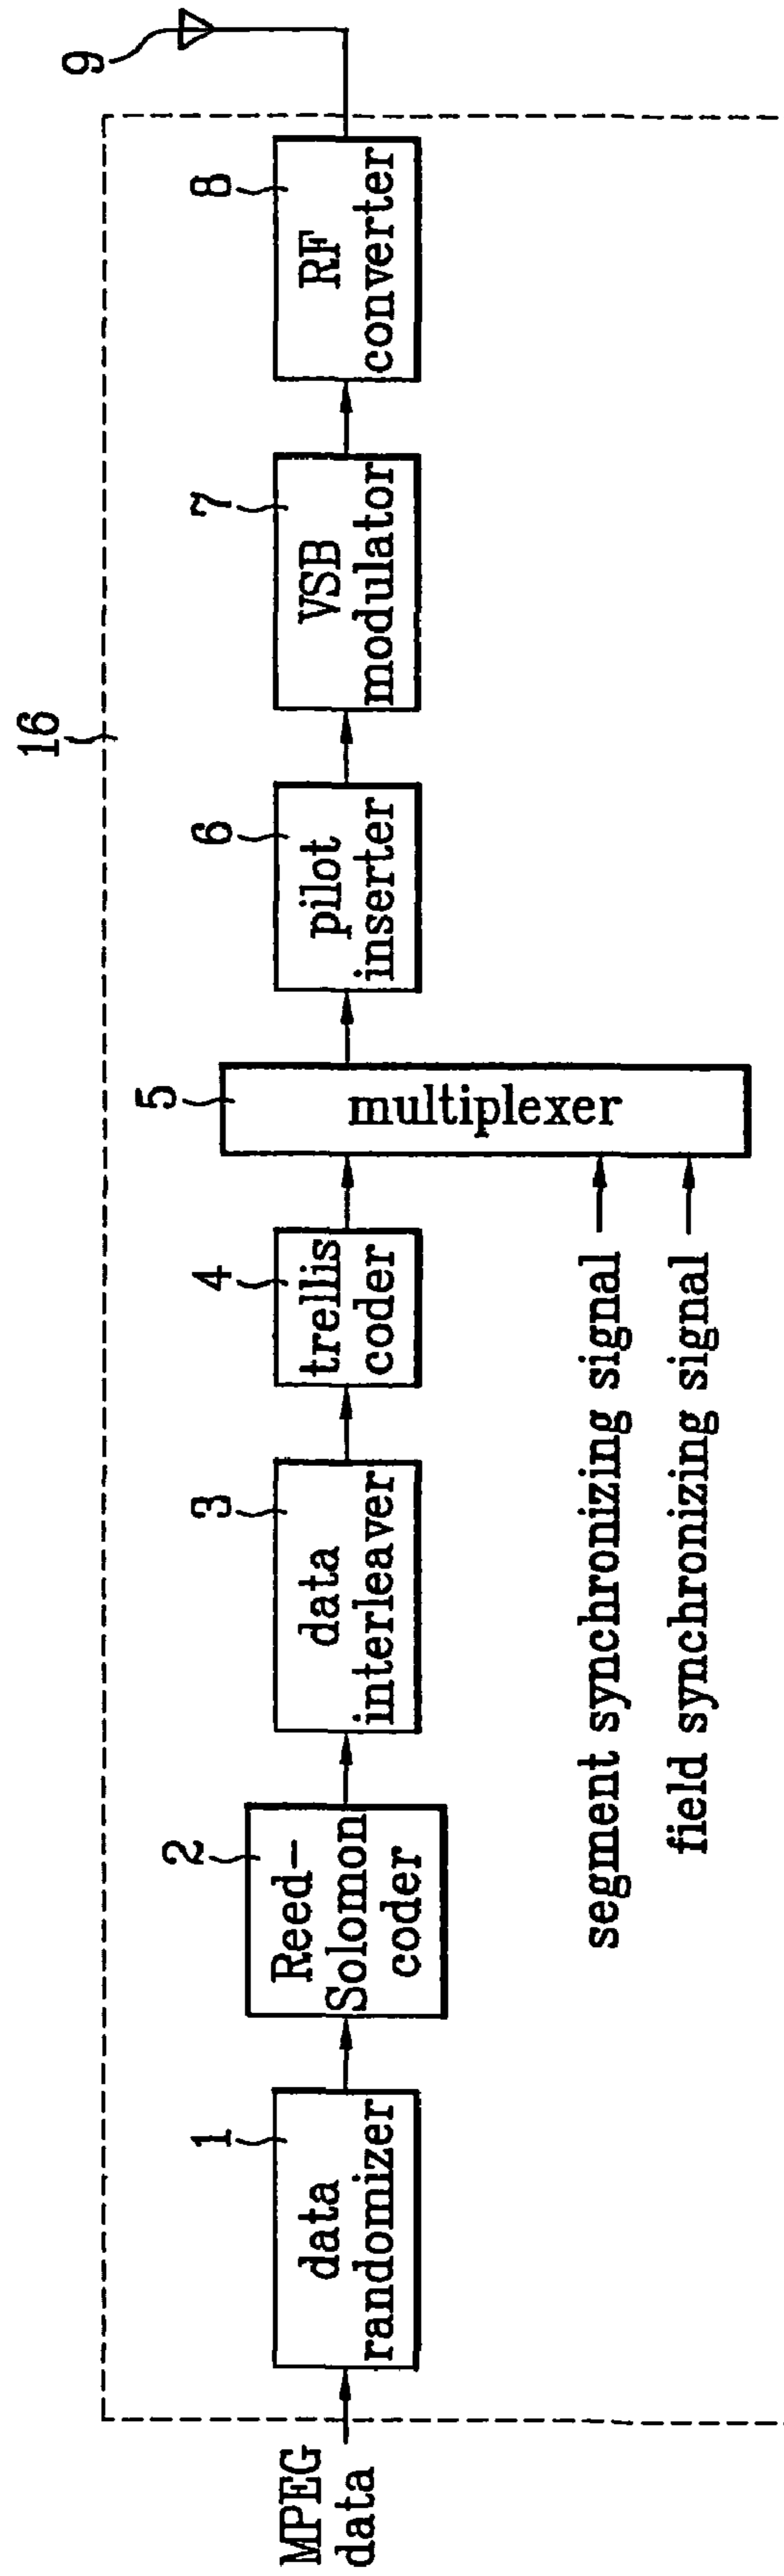 16
MPEG
data
1
data
randomizer
2
Reed-
Solomon
coder
3
data
interleaver
4
trellis
coder
5
multiplexer
segment synchronizing signal
field synchronizing signal
6
pilot
inserter
7
VSB
modulator
8
RF
converter
9